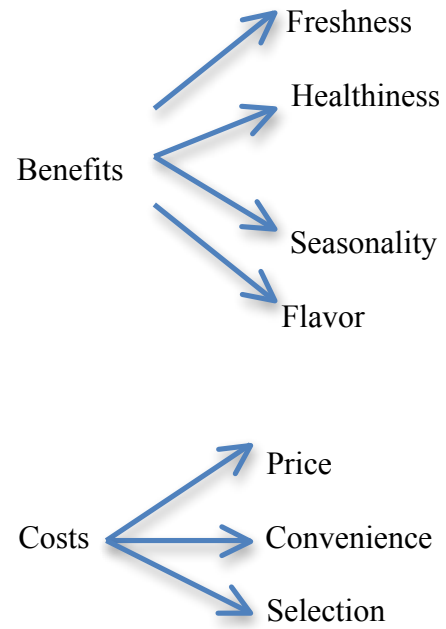 Freshness
Healthiness
Benefits
Seasonality
Flavor
Price
Costs
Convenience
Selection